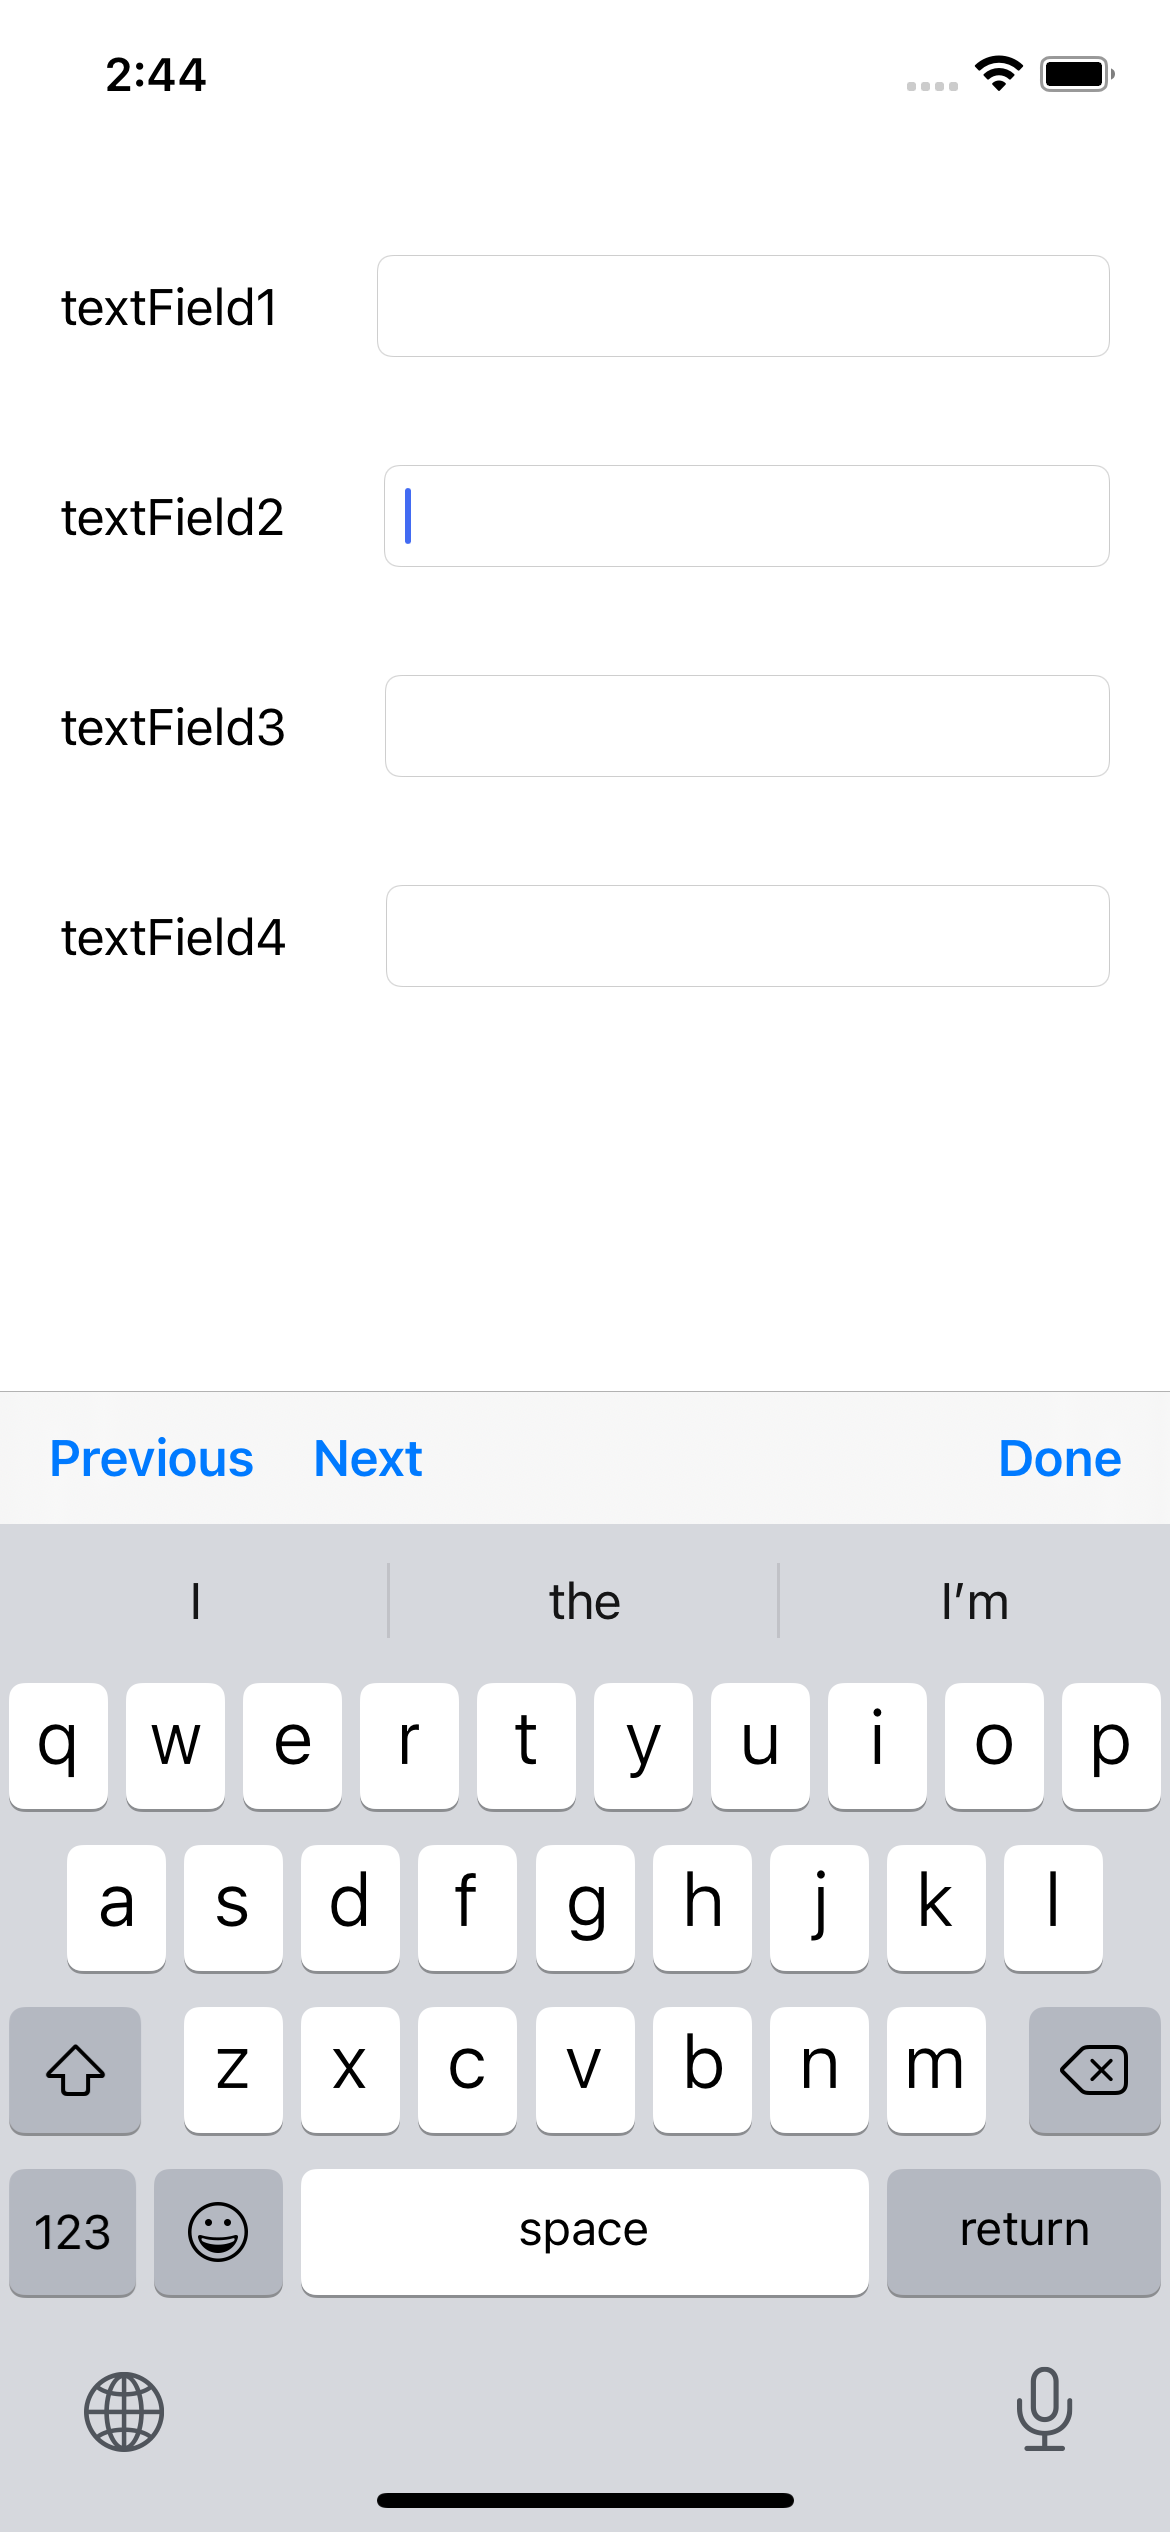 2:44
textField1
textField2
textField3
textField4
Previous Next Done
I the I’m
q w e r t y u i o p
a s d f g h j k l
z x c v b n m
123 space return